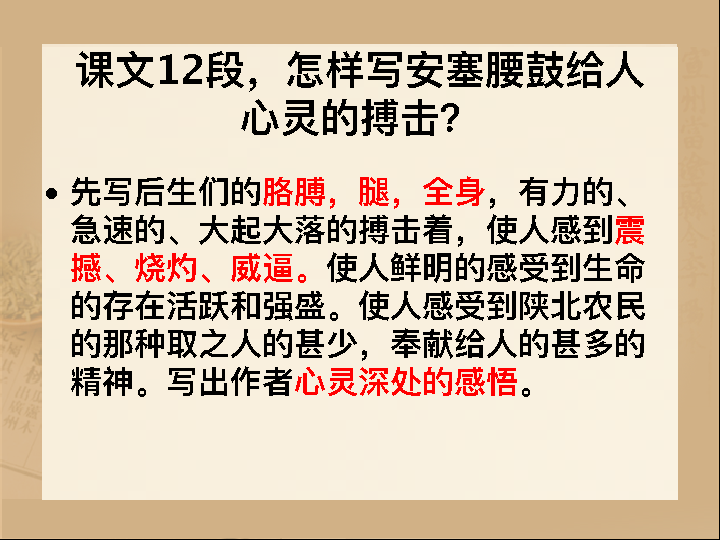 课文12段，怎样写安塞腰鼓给人
心灵的搏击？
•先写后生们的胳膊，腿，全身，有力的、
急速的、大起大落的搏击着，使人感到震
撼、烧灼、威逼。使人鲜明的感受到生命
的存在活跃和强盛。使人感受到陕北农民
的那种取之人的甚少，奉献给人的甚多的
精神。写出作者心灵深处的感悟。